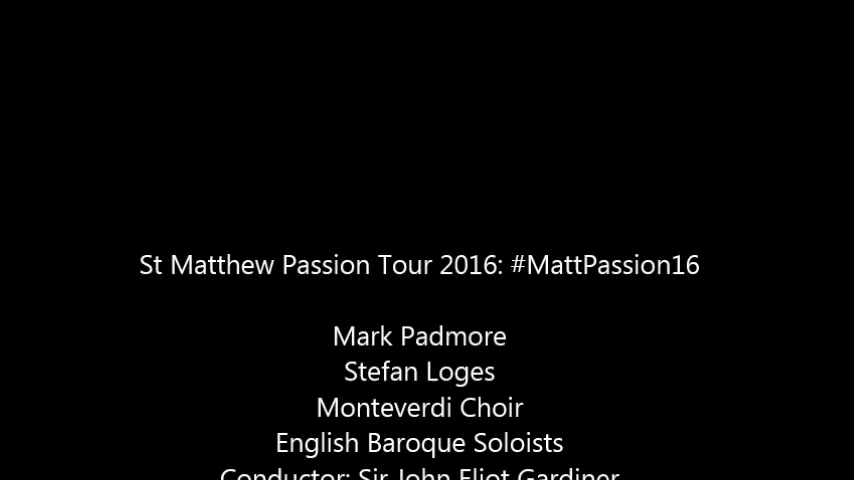 St Matthew Passion Tour 2016: #MattPassion16
Mark Padmore
Stefan Loges
Monteverdi Choir
English Baroque Soloists
Conductor: Sir John Eliot Gardiner